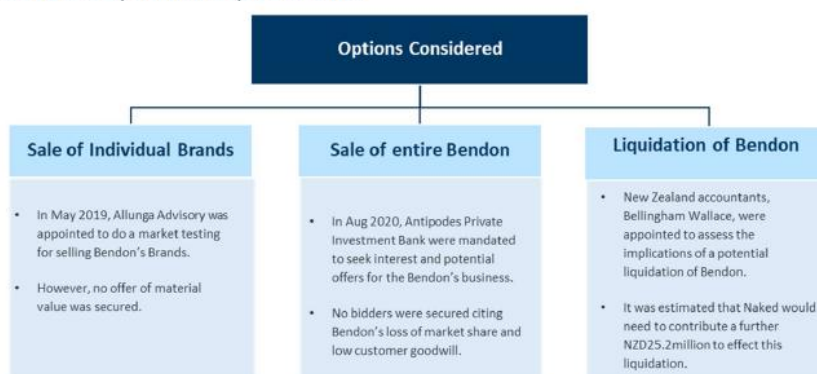 Options Considered
Sale of Individual Brands
• In May 2019, Allunga Advisory was
appointed to do a market testing
for selling Bendon's Brands.
• However, no offer of material
value was secured.
Sale of entire Bendon
• In Aug 2020, Antipodes Private
Investment Bank were mandated
to seek interest and potential
offers for the Bendon's business.
• No bidders were secured citing
Bendon's loss of market share and
low customer goodwill.
Liquidation of Bendon
• New Zealand accountants,
Bellingham Wallace, were
appointed to assess the
implications of a potential
liquidation of Bendon.
• It was estimated that Naked would
need to contribute a further
NZD25.2million to effect this
liquidation.